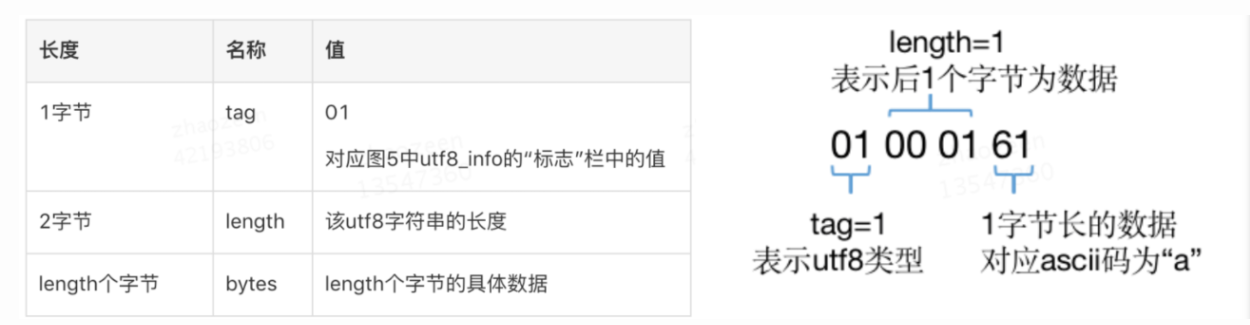 长度 名称 值
1字节 tag 01
对应图5中utf8_info的“标志”栏中的值
2字节 length 该utf8字符串的长度
length个字节 bytes length个字节的具体数据
length=1
表示后1个字节为数据
01 00 01 61
tag=1
表示utf8类型
1字节长的数据
对应ascii码为“a”